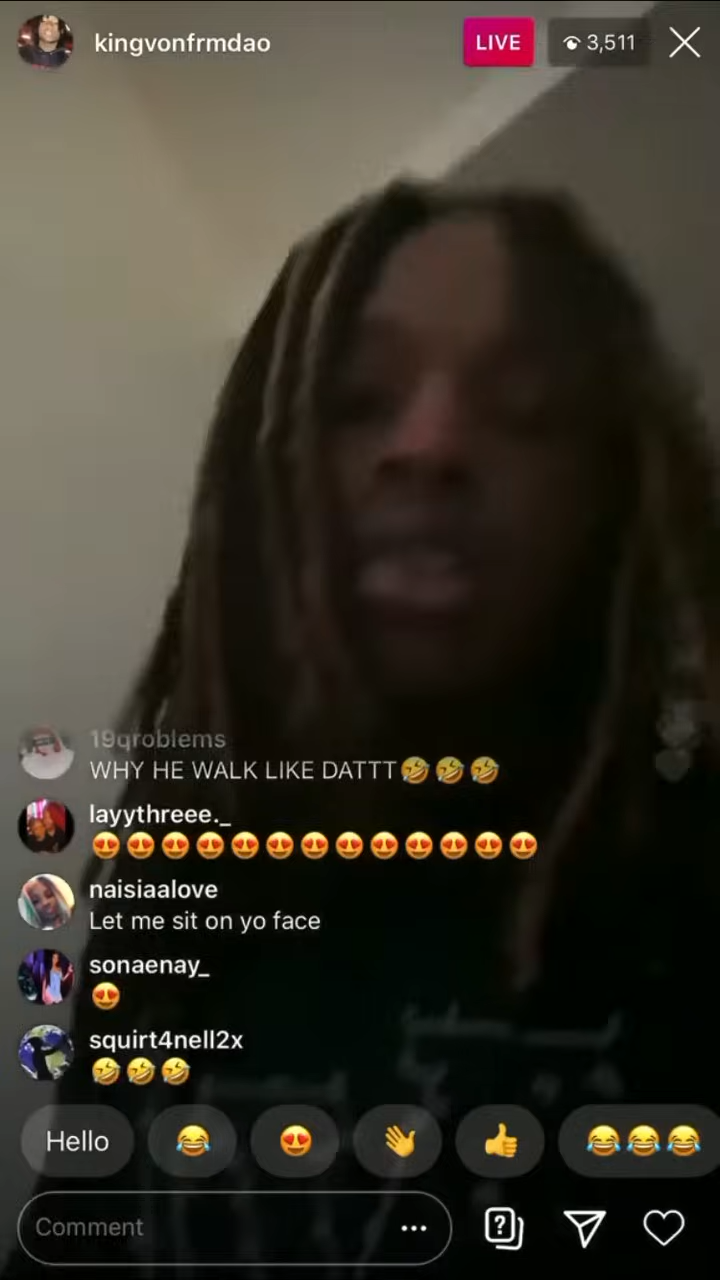 kingvonfrmdao
LIVE
3,511
19qroblems
WHY HE WALK LIKE DATTT🤣🤣🤣
layythreee._
😍😍😍😍😍😍😍😍😍😍😍😍😍
naisiaalove
Let me sit on yo face
sonaenay_
😍
squirt4nell2x
🤣🤣🤣
Hello 😂 😍 👋 👍 😂😂😂
Comment